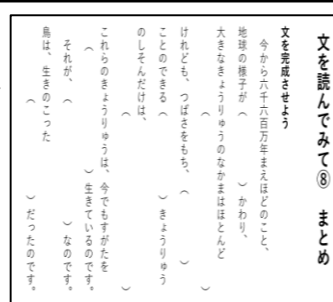 文を読んでみて⑧ まとめ
文を完成させよう
今から六千六百万年まえほどのこと、
地球の様子が( )かわり、
大きなきょうりゅうのなかまはほとんど
( )
けれども、つばさをもち、( )
ことのできる( )きょうりゅう
のしそんだけは、( )
これらのきょうりゅうは、今でもすがたを
( )生きているのです。
それが、( )なのです。
鳥は、生きのこった
( )だったのです。